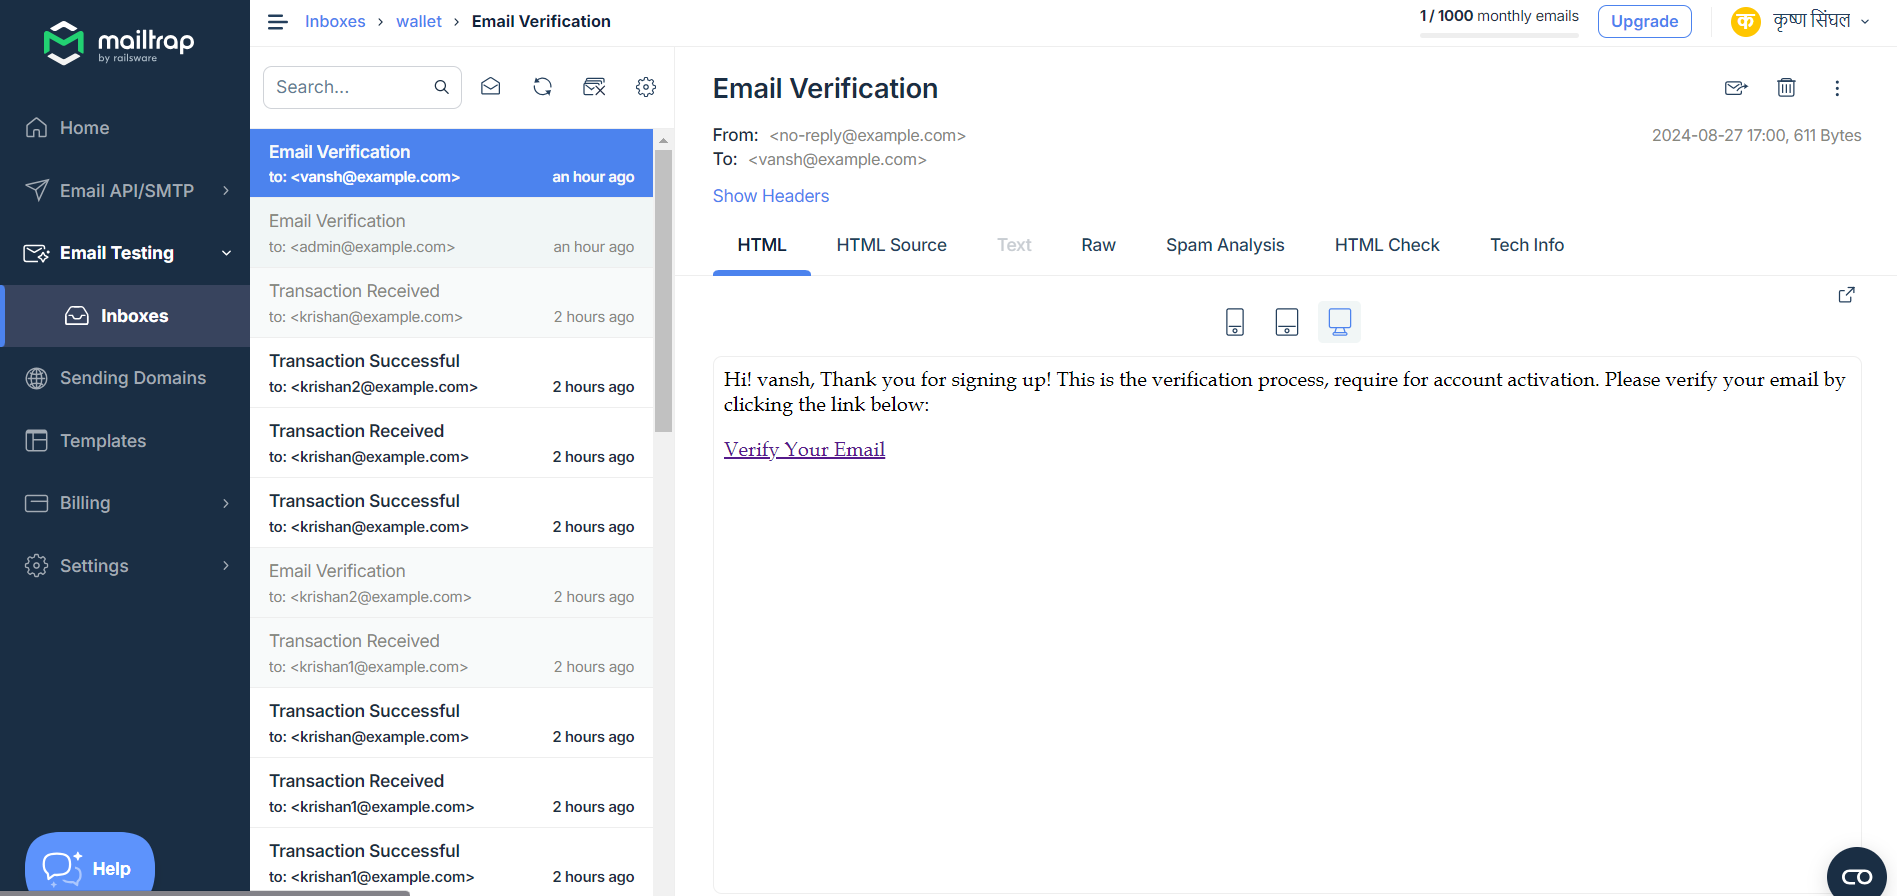 mailtrap
by railsware
Home
Email API/SMTP
Email Testing
Inboxes
Sending Domains
Templates
Billing
Settings
Help
Inboxes > wallet > Email Verification
1 / 1000 monthly emails
Upgrade
क कृष्ण सिंघल
Search...
Email Verification
to: <vansh@example.com> an hour ago
Email Verification
to: <admin@example.com> an hour ago
Transaction Received
to: <krishan@example.com> 2 hours ago
Transaction Successful
to: <krishan2@example.com> 2 hours ago
Transaction Received
to: <krishan@example.com> 2 hours ago
Transaction Successful
to: <krishan@example.com> 2 hours ago
Email Verification
to: <krishan2@example.com> 2 hours ago
Transaction Received
to: <krishan1@example.com> 2 hours ago
Transaction Successful
to: <krishan@example.com> 2 hours ago
Transaction Received
to: <krishan1@example.com> 2 hours ago
Transaction Successful
to: <krishan1@example.com> 2 hours ago
Email Verification
From: <no-reply@example.com>
2024-08-27 17:00, 611 Bytes
To: <vansh@example.com>
Show Headers
HTML HTML Source Text Raw Spam Analysis HTML Check Tech Info
Hi! vansh, Thank you for signing up! This is the verification process, require for account activation. Please verify your email by
clicking the link below:
Verify Your Email